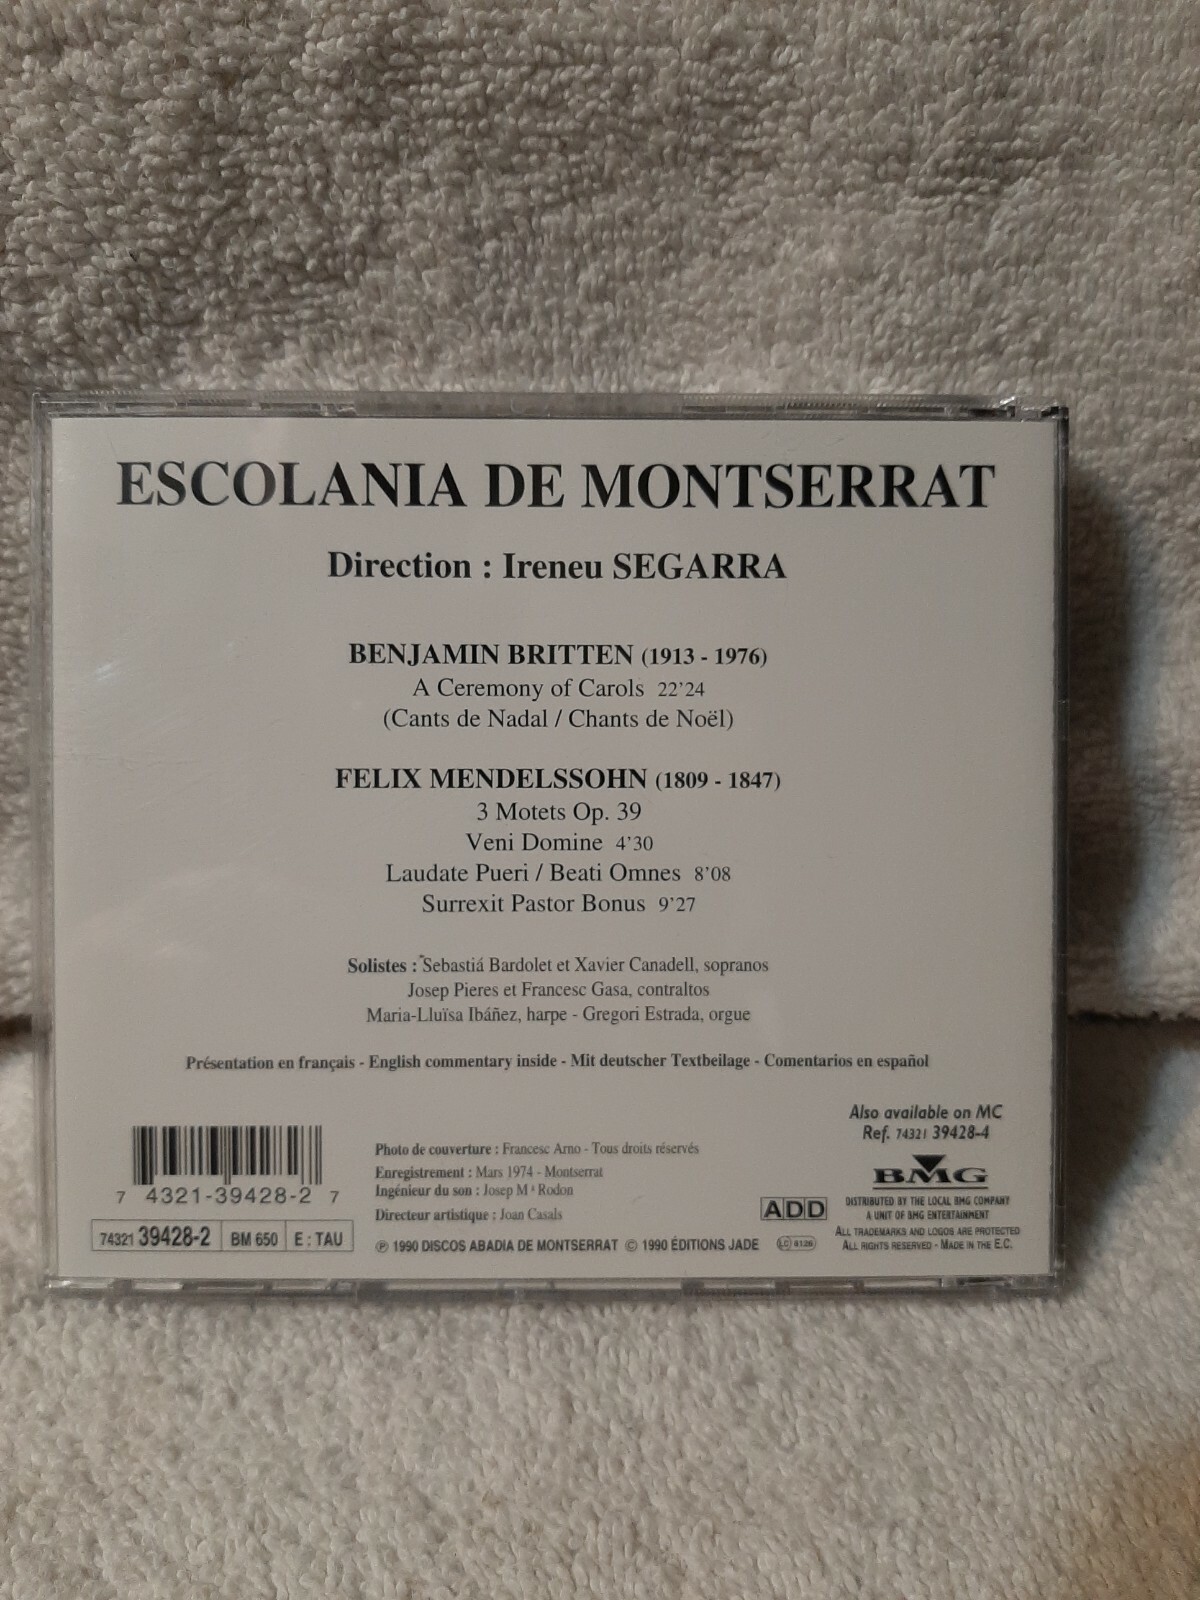 ESCOLANIA DE MONTSERRAT
Direction : Ireneu SEGARRA
BENJAMIN BRITTEN (1913 - 1976)
A Ceremony of Carols 22'24
(Cants de Nadal / Chants de Noël)
FELIX MENDELSSOHN (1809 - 1847)
3 Motets Op. 39
Veni Domine 4'30
Laudate Pueri / Beati Omnes 8'08
Surrexit Pastor Bonus 9'27
Solistes : Sebastiá Bardolet et Xavier Canadell, sopranos
Josep Pieres et Francesc Gasa, contraltos
Maria-Lluïsa Ibáñez, harpe - Gregori Estrada, orgue
Présentation en français - English commentary inside - Mit deutscher Textbeilage - Comentarios en español
7 4321-39428-2 7
74321 39428-2 BM 650 E : TAU
Photo de couverture : Francesc Arno - Tous droits réservés
Enregistrement : Mars 1974 - Montserrat
Ingénieur du son : Josep Mª Rodon
Directeur artistique : Joan Casals
℗ 1990 DISCOS ABADIA DE MONTSERRAT © 1990 ÉDITIONS JADE
LC 8126
ADD
Also available on MC
Ref. 74321 39428-4
BMG
DISTRIBUTED BY THE LOCAL BMG COMPANY
A UNIT OF BMG ENTERTAINMENT
ALL TRADEMARKS AND LOGOS ARE PROTECTED
ALL RIGHTS RESERVED - MADE IN THE E.C.